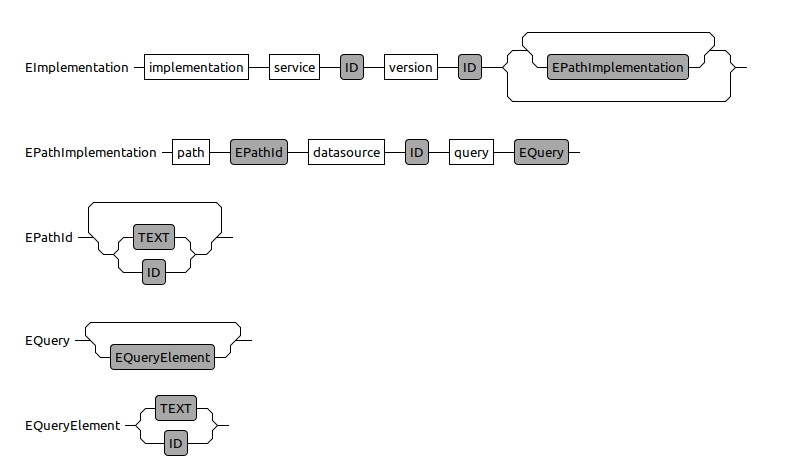 EImplementation implementation service ID version ID EPathImplementation
EPathImplementation path EPathId datasource ID query EQuery
EPathId
TEXT
ID
EQuery
EQueryElement
EQueryElement
TEXT
ID